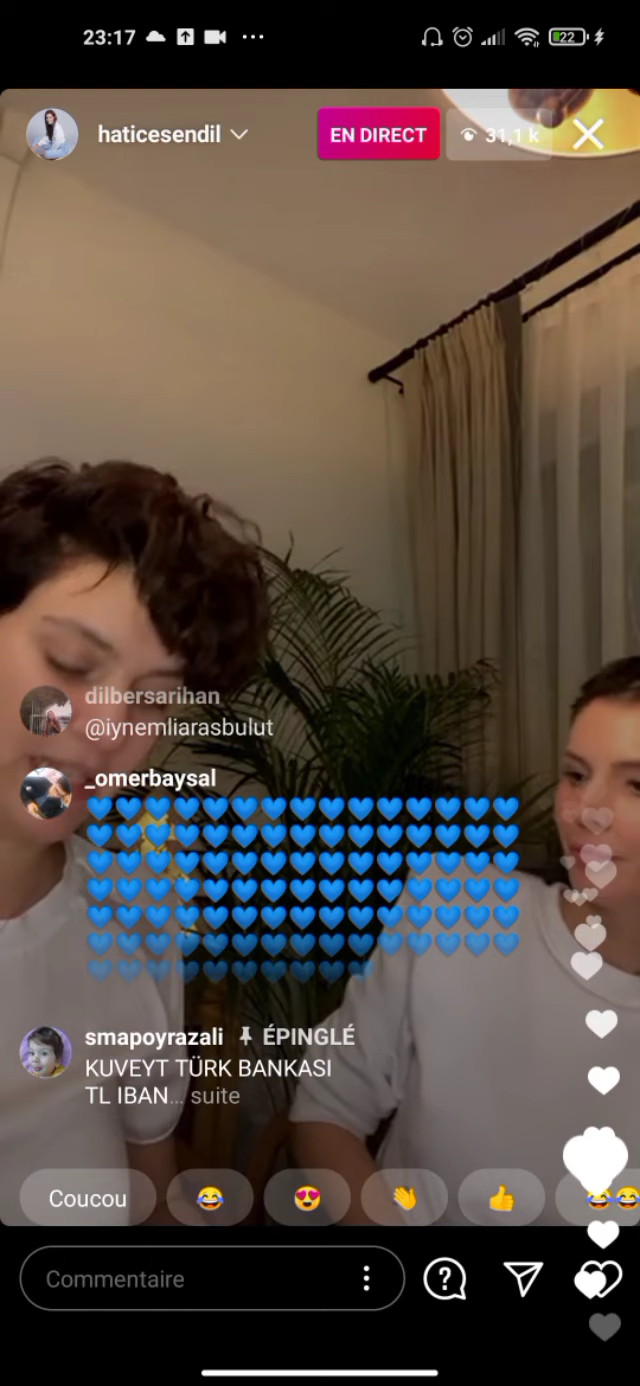 23:17
22
haticesendil
EN DIRECT
31,1 k
dilbersarihan
@iynemliarasbulut
_omerbaysal
💙💙💙💙💙💙💙💙💙💙💙💙💙💙💙
💙💙💙💙💙💙💙💙💙💙💙💙💙💙💙
💙💙💙💙💙💙💙💙💙💙💙💙💙💙💙
💙💙💙💙💙💙💙💙💙💙💙💙💙💙💙
💙💙💙💙💙💙💙💙💙💙💙💙💙💙💙
💙💙💙💙💙💙💙💙💙💙💙💙💙💙💙
💙💙💙💙💙💙💙💙💙💙
smapoyrazali ÉPINGLÉ
KUVEYT TÜRK BANKASI
TL IBAN... suite
Coucou 😂 😍 👏 👍 😂😂
Commentaire